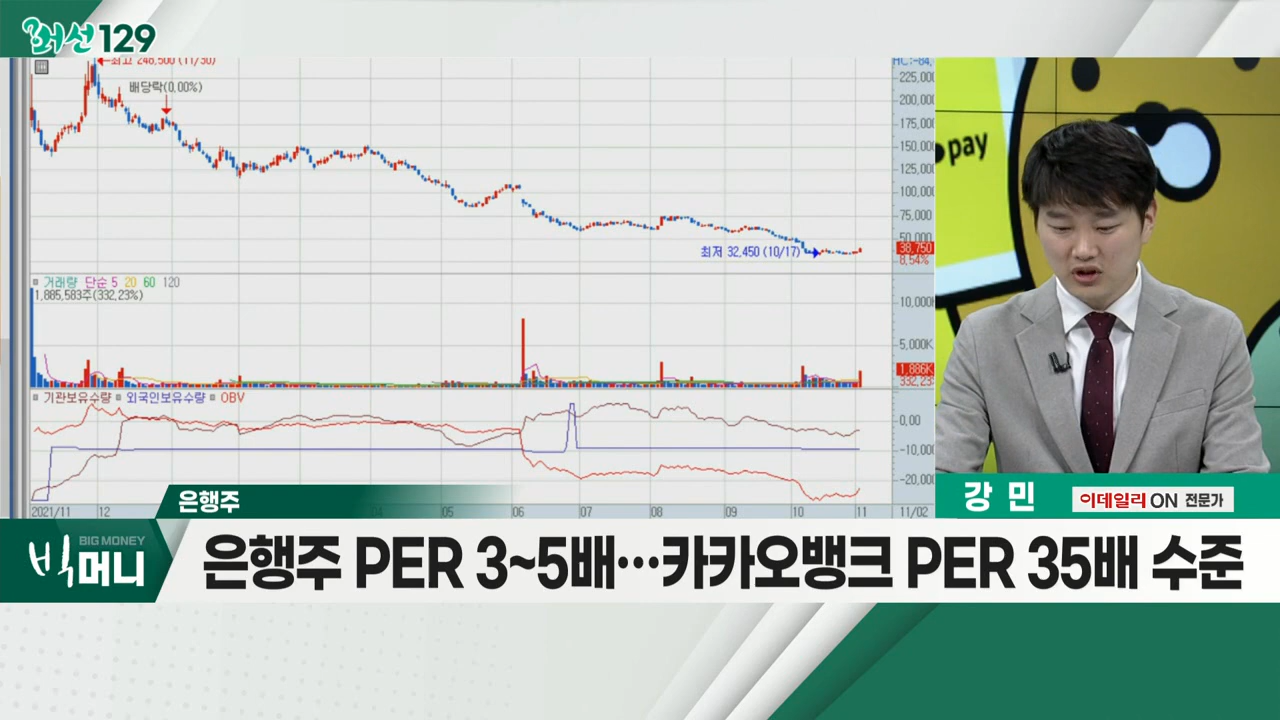 최선129
최고 248,500 (11/30)
배당락(0,00%)
225,000
200,000
175,000
150,000
125,000
100,000
75,000
50,000
38,750
8,54%
최저 32,450 (10/17)
거래량 단순 5 20 60 120
1,885,583주(332,23%)
10,000K
5,000K
1,886K
332,23
기관보유수량 외국인보유수량 OBV
0,00
-10,000
-20,000
2021/11 12 04 05 06 07 08 09 10 11 11/02
pay
강 민
이데일리 ON 전문가
은행주
BIG MONEY
빅머니
은행주 PER 3~5배…카카오뱅크 PER 35배 수준